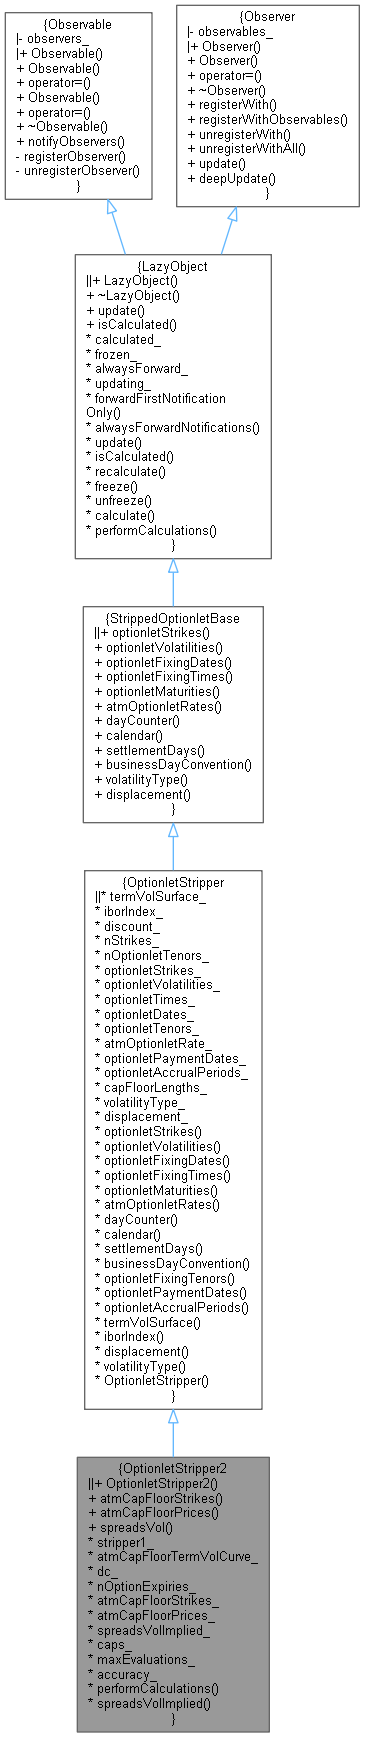 {Observable
|- observers_
|+ Observable()
+ Observable()
+ operator=()
+ Observable()
+ operator=()
+ ~Observable()
+ notifyObservers()
- registerObserver()
- unregisterObserver()
}
{Observer
|- observables_
|+ Observer()
+ Observer()
+ operator=()
+ ~Observer()
+ registerWith()
+ registerWithObservables()
+ unregisterWith()
+ unregisterWithAll()
+ update()
+ deepUpdate()
}
{LazyObject
||+ LazyObject()
+ ~LazyObject()
+ update()
+ isCalculated()
* calculated_
* frozen_
* alwaysForward_
* updating_
* forwardFirstNotification
Only()
* alwaysForwardNotifications()
* update()
* isCalculated()
* recalculate()
* freeze()
* unfreeze()
* calculate()
* performCalculations()
}
{StrippedOptionletBase
||+ optionletStrikes()
+ optionletVolatilities()
+ optionletFixingDates()
+ optionletFixingTimes()
+ optionletMaturities()
+ atmOptionletRates()
+ dayCounter()
+ calendar()
+ settlementDays()
+ businessDayConvention()
+ volatilityType()
+ displacement()
}
{OptionletStripper
||* termVolSurface_
* iborIndex_
* discount_
* nStrikes_
* nOptionletTenors_
* optionletStrikes_
* optionletVolatilities_
* optionletTimes_
* optionletDates_
* optionletTenors_
* atmOptionletRate_
* optionletPaymentDates_
* optionletAccrualPeriods_
* capFloorLengths_
* volatilityType_
* displacement_
* optionletStrikes()
* optionletVolatilities()
* optionletFixingDates()
* optionletFixingTimes()
* optionletMaturities()
* atmOptionletRates()
* dayCounter()
* calendar()
* settlementDays()
* businessDayConvention()
* optionletFixingTenors()
* optionletPaymentDates()
* optionletAccrualPeriods()
* termVolSurface()
* iborIndex()
* displacement()
* volatilityType()
* OptionletStripper()
}
{OptionletStripper2
||+ OptionletStripper2()
+ atmCapFloorStrikes()
+ atmCapFloorPrices()
+ spreadsVol()
* stripper1_
* atmCapFloorTermVolCurve_
* dc_
* nOptionExpiries_
* atmCapFloorStrikes_
* atmCapFloorPrices_
* spreadsVolImplied_
* caps_
* maxEvaluations_
* accuracy_
* performCalculations()
* spreadsVolImplied()
}